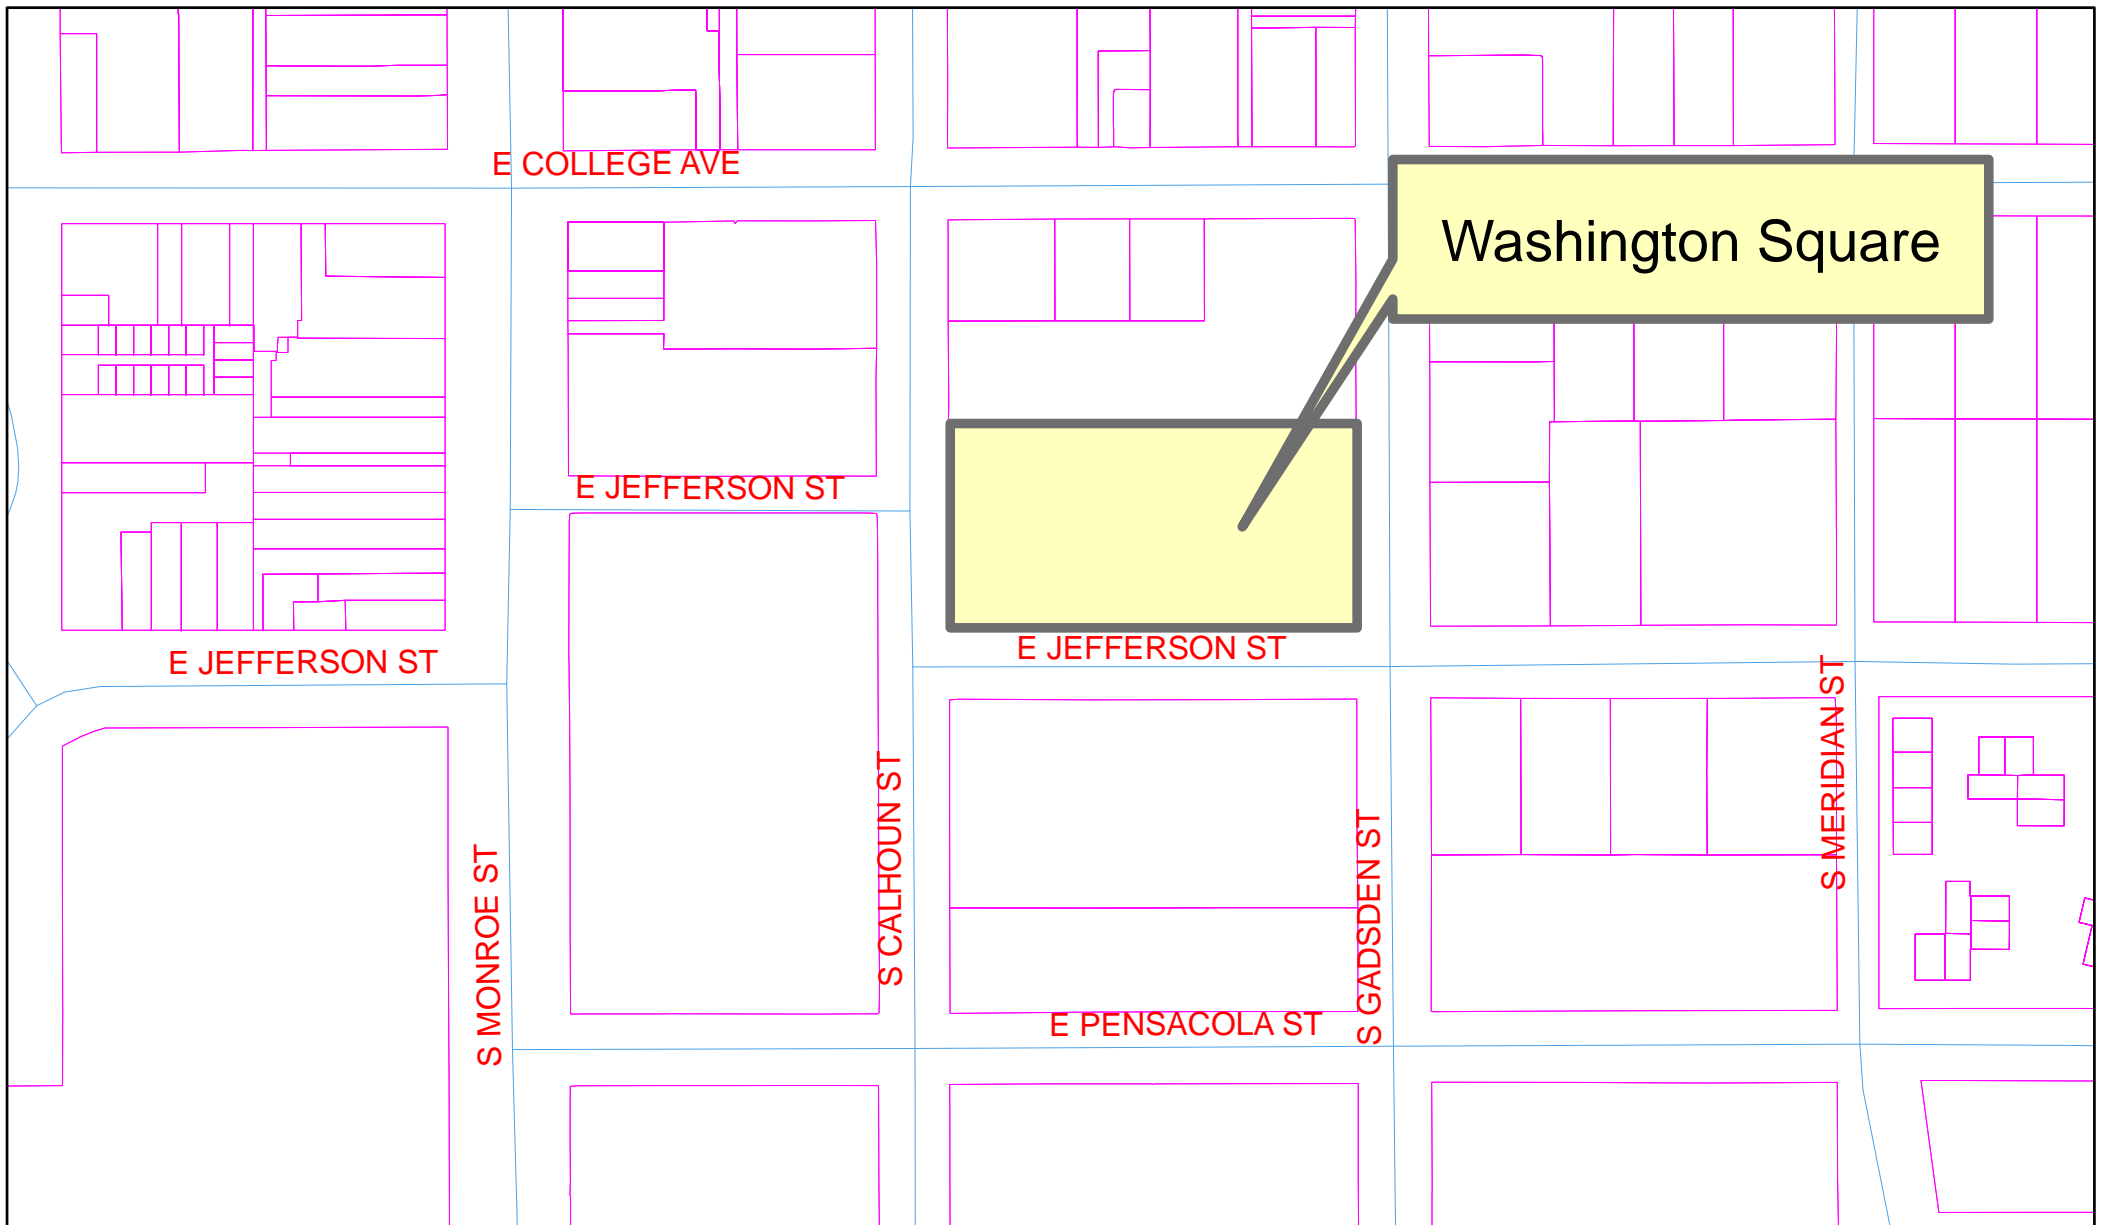 E COLLEGE AVE
Washington Square
E JEFFERSON ST
E JEFFERSON ST
E JEFFERSON ST
S MERIDIAN ST
S CALHOUN ST
S GADSDEN ST
S MONROE ST
E PENSACOLA ST